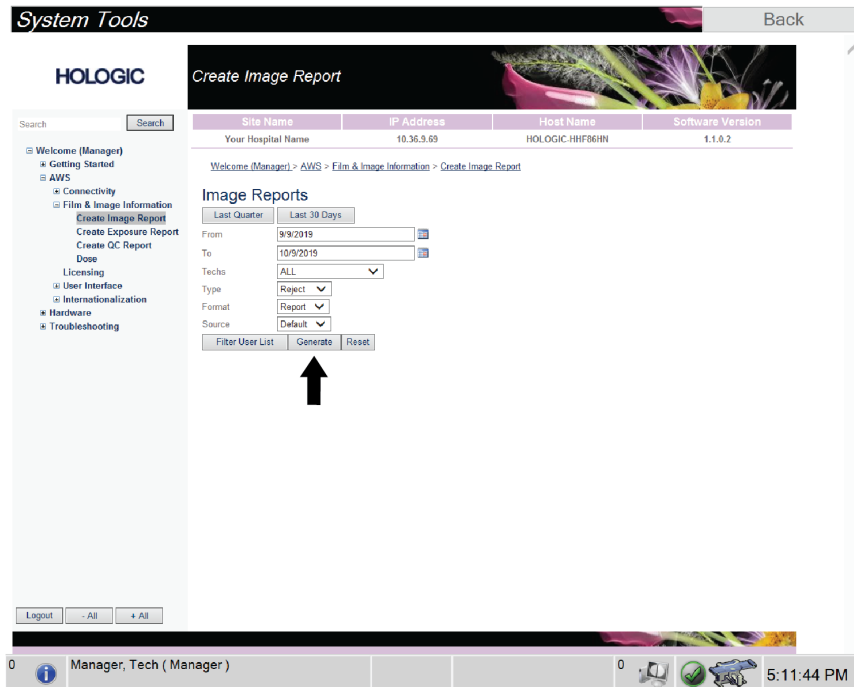 System Tools
Back
HOLOGIC
Create Image Report
Search Search
Site Name IP Address Host Name Software Version
Your Hospital Name 10.36.9.69 HOLOGIC-HHF86HN 1.1.0.2
Welcome (Manager)
Getting Started
AWS
Connectivity
Film & Image Information
Create Image Report
Create Exposure Report
Create QC Report
Dose
Licensing
User Interface
Internationalization
Hardware
Troubleshooting
Welcome (Manager) > AWS > Film & Image Information > Create Image Report
Image Reports
Last Quarter Last 30 Days
From 9/9/2019
To 10/9/2019
Techs ALL
Type Reject
Format Report
Source Default
Filter User List Generate Reset
Logout - All + All
0 Manager, Tech ( Manager ) 0 5:11:44 PM